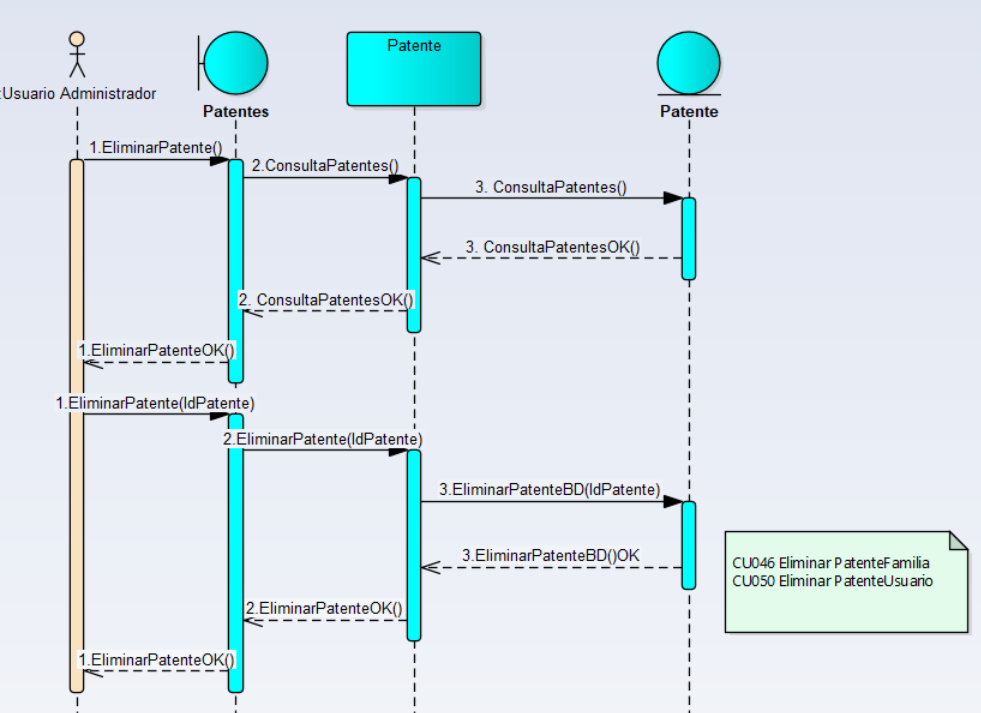 Patente
:Usuario Administrador
Patentes
Patente
1.EliminarPatente()
2.ConsultaPatentes()
3. ConsultaPatentes()
3. ConsultaPatentesOK()
2. ConsultaPatentesOK()
1.EliminarPatenteOK()
1.EliminarPatente(IdPatente)
2.EliminarPatente(IdPatente)
3.EliminarPatenteBD(IdPatente)
3.EliminarPatenteBD()OK
CU046 Eliminar PatenteFamilia
CU050 Eliminar PatenteUsuario
2.EliminarPatenteOK()
1.EliminarPatenteOK()